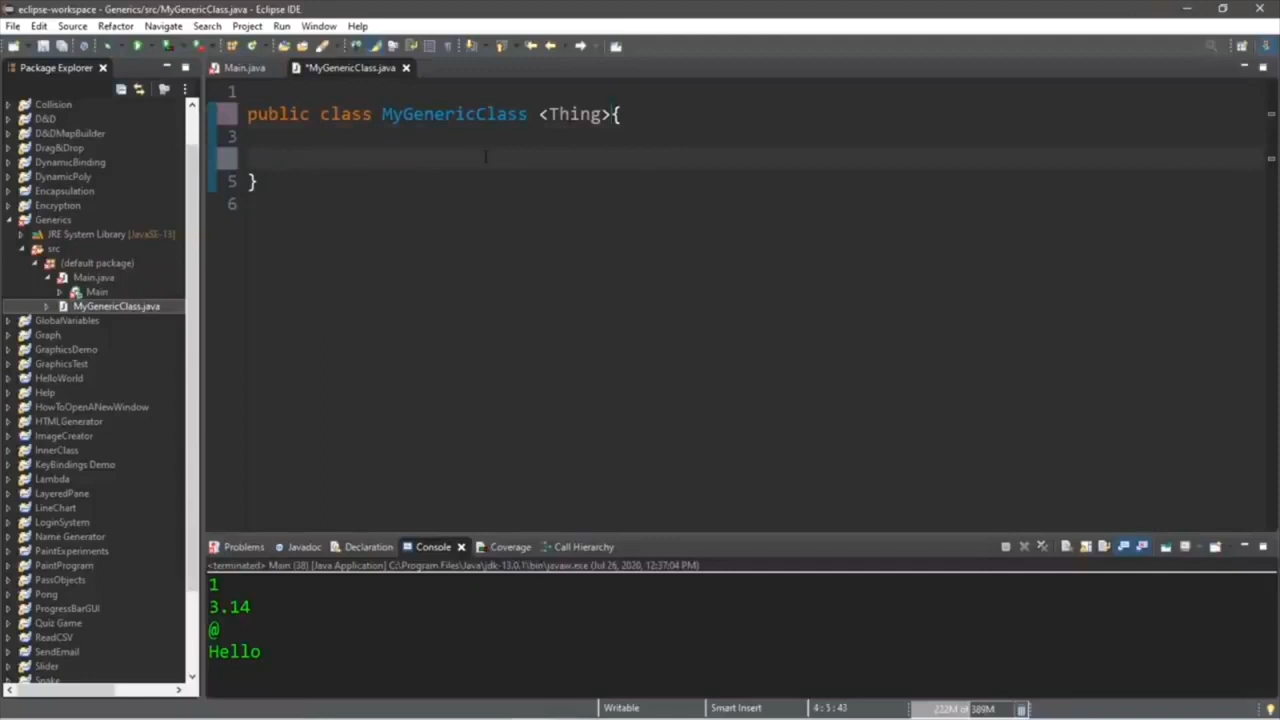 eclipse-workspace - Generics/src/MyGenericClass.java - Eclipse IDE
File Edit Source Refactor Navigate Search Project Run Window Help
Package Explorer
Main.java
*MyGenericClass.java
Collision
D&D
D&DMapBuilder
Drag&Drop
DynamicBinding
DynamicPoly
Encapsulation
Encryption
Generics
JRE System Library [JavaSE-13]
src
(default package)
Main.java
Main
MyGenericClass.java
GlobalVariables
Graph
GraphicsDemo
GraphicsTest
HelloWorld
Help
HowToOpenANewWindow
HTMLGenerator
ImageCreator
InnerClass
KeyBindings Demo
Lambda
LayeredPane
LineChart
LoginSystem
Name Generator
PaintExperiments
PaintProgram
PassObjects
Pong
ProgressBarGUI
Quiz Game
ReadCSV
SendEmail
Slider
Snake
1
public class MyGenericClass <Thing>{
3
5 }
6
Problems Javadoc Declaration Console Coverage Call Hierarchy
<terminated> Main (38) [Java Application] C:\Program Files\Java\jdk-13.0.1\bin\javaw.exe (Jul 26, 2020, 12:37:04 PM)
1
3.14
@
Hello
Writable Smart Insert 4 : 5 : 43 222M of 389M